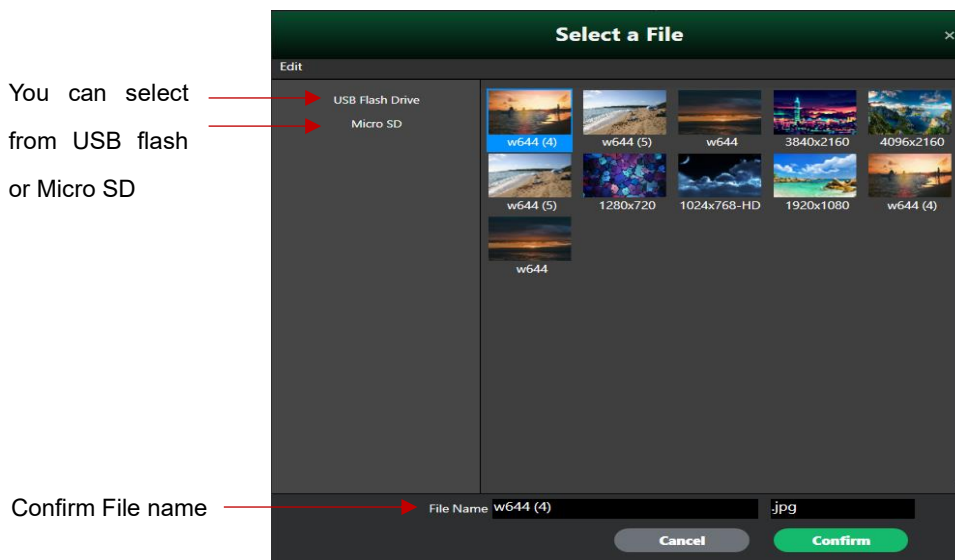 Select a File
×
Edit
You can select
from USB flash
or Micro SD
USB Flash Drive
Micro SD
w644 (4) w644 (5) w644 3840x2160 4096x2160
w644 (5) 1280x720 1024x768-HD 1920x1080 w644 (4)
w644
Confirm File name
File Name w644 (4) .jpg
Cancel Confirm